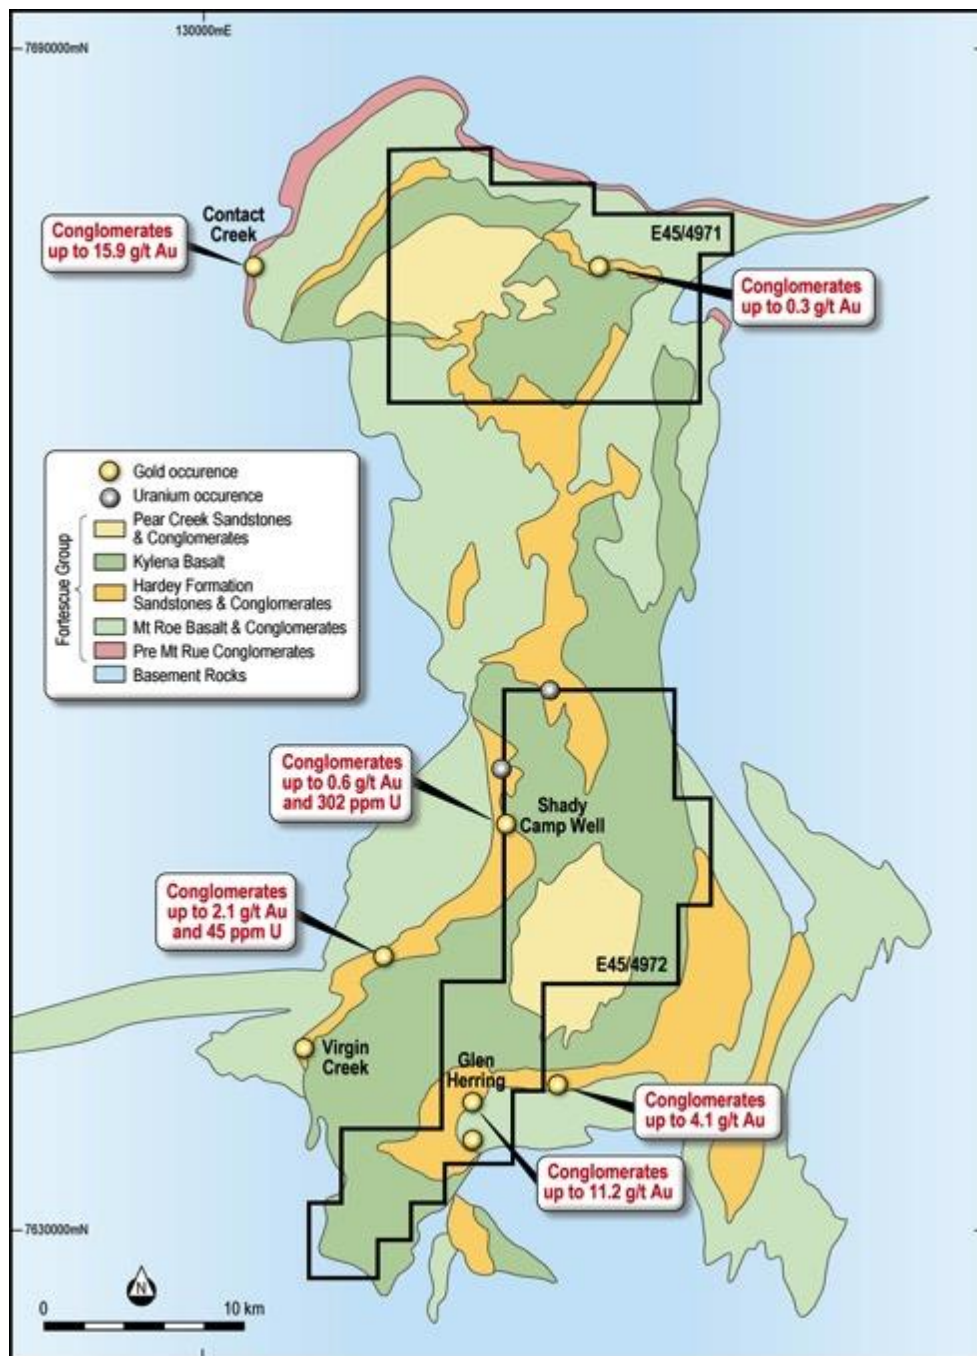 130000mE
7690000mN
Contact
Creek
Conglomerates
up to 15.9 g/t Au
E45/4971
Conglomerates
up to 0.3 g/t Au
Gold occurence
Uranium occurence
Fortescue Group
Pear Creek Sandstones
& Conglomerates
Kylena Basalt
Hardey Formation
Sandstones & Conglomerates
Mt Roe Basalt & Conglomerates
Pre Mt Rue Conglomerates
Basement Rocks
Conglomerates
up to 0.6 g/t Au
and 302 ppm U
Shady
Camp Well
Conglomerates
up to 2.1 g/t Au
and 45 ppm U
E45/4972
Virgin
Creek
Glen
Herring
Conglomerates
up to 4.1 g/t Au
Conglomerates
up to 11.2 g/t Au
7630000mN
N
0 10 km